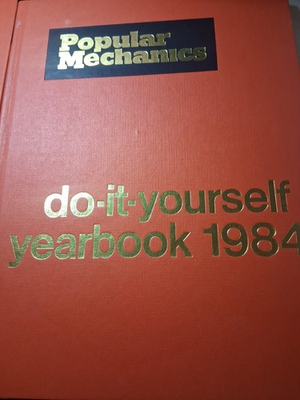 Popular
Mechanics
do-it-yourself
yearbook 1984